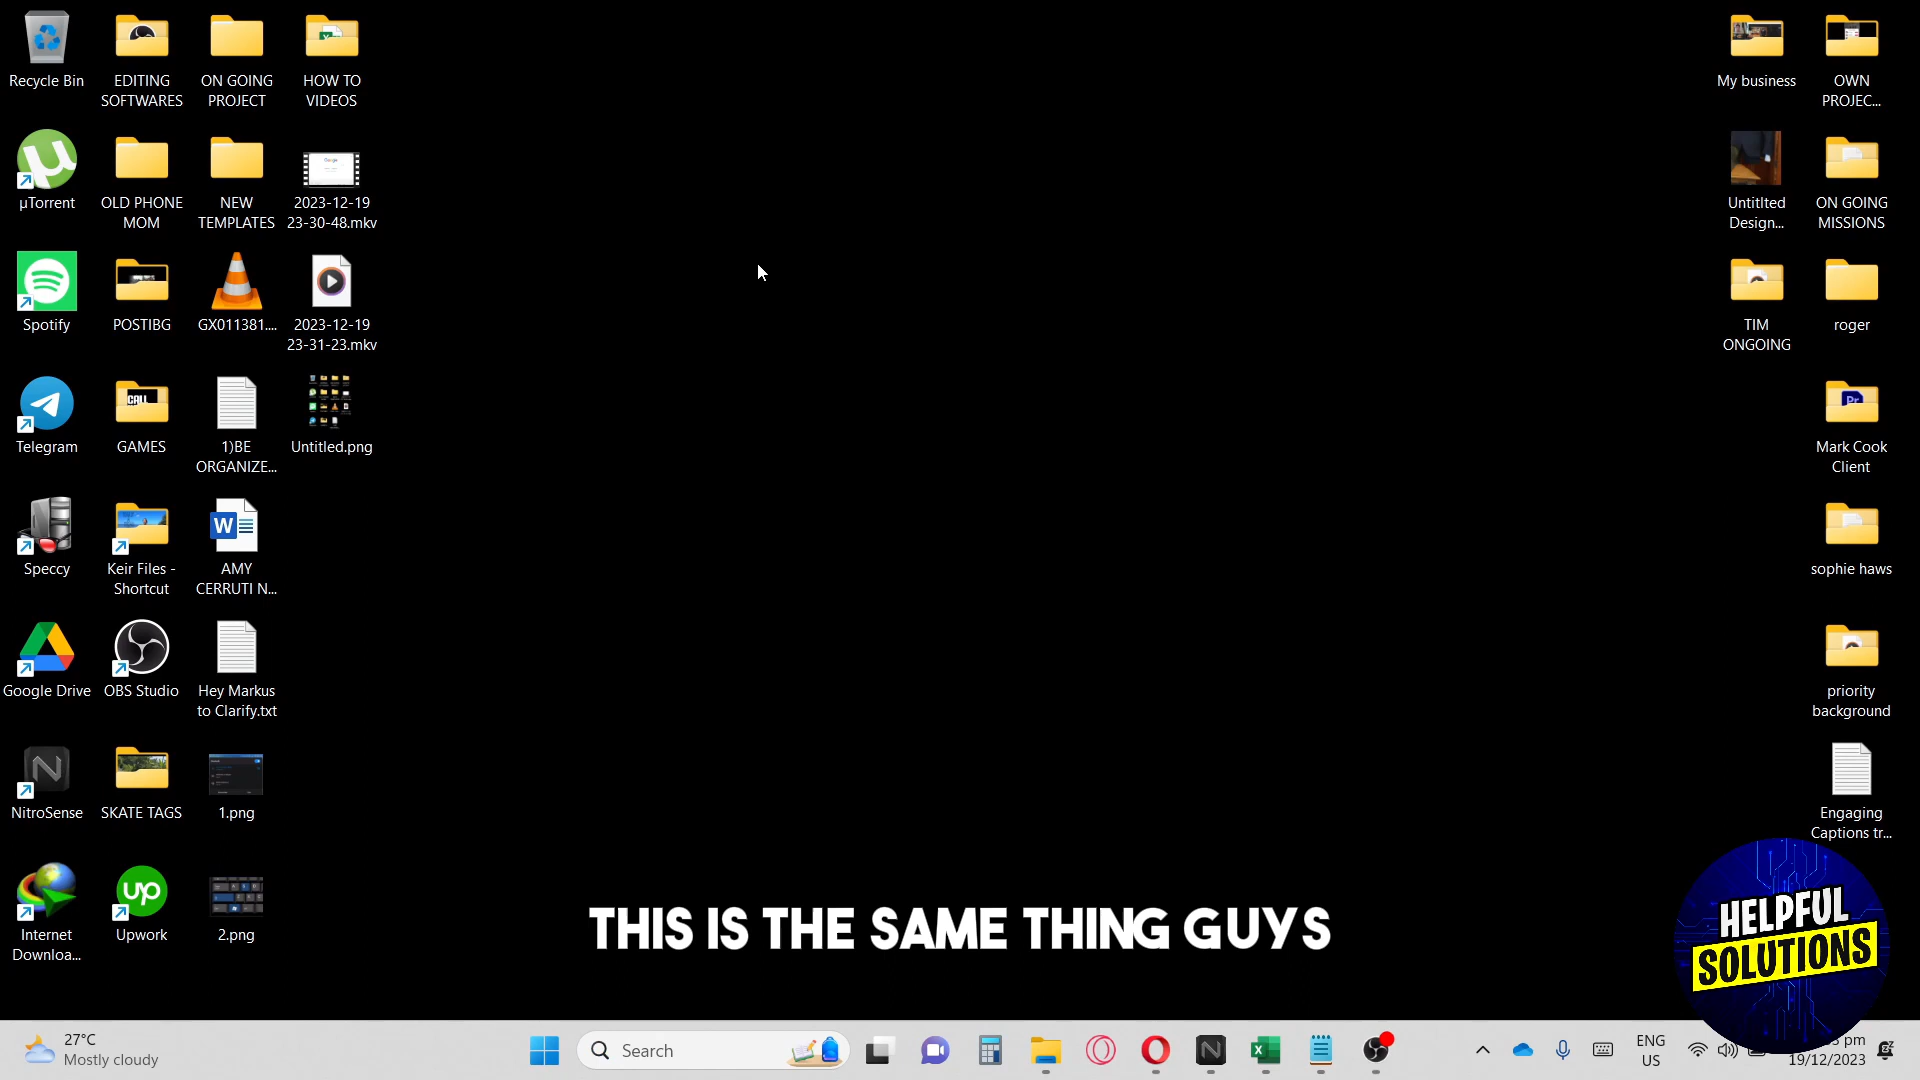 Recycle Bin
EDITING
SOFTWARES
ON GOING
PROJECT
HOW TO
VIDEOS
My business
OWN
PROJEC...
µTorrent
OLD PHONE
MOM
NEW
TEMPLATES
2023-12-19
23-30-48.mkv
Untitlted
Design...
ON GOING
MISSIONS
Spotify
POSTIBG
GX011381....
2023-12-19
23-31-23.mkv
TIM
ONGOING
roger
Telegram
CALL
GAMES
1)BE
ORGANIZE...
Untitled.png
Pr
Mark Cook
Client
Speccy
Keir Files -
Shortcut
W
AMY
CERRUTI N...
sophie haws
Google Drive
OBS Studio
Hey Markus
to Clarify.txt
priority
background
NitroSense
SKATE TAGS
1.png
Engaging
Captions tr...
Internet
Downloa...
up
Upwork
2.png
THIS IS THE SAME THING GUYS
HELPFUL
SOLUTIONS
27°C
Mostly cloudy
Search
ENG
US
pm
19/12/2023